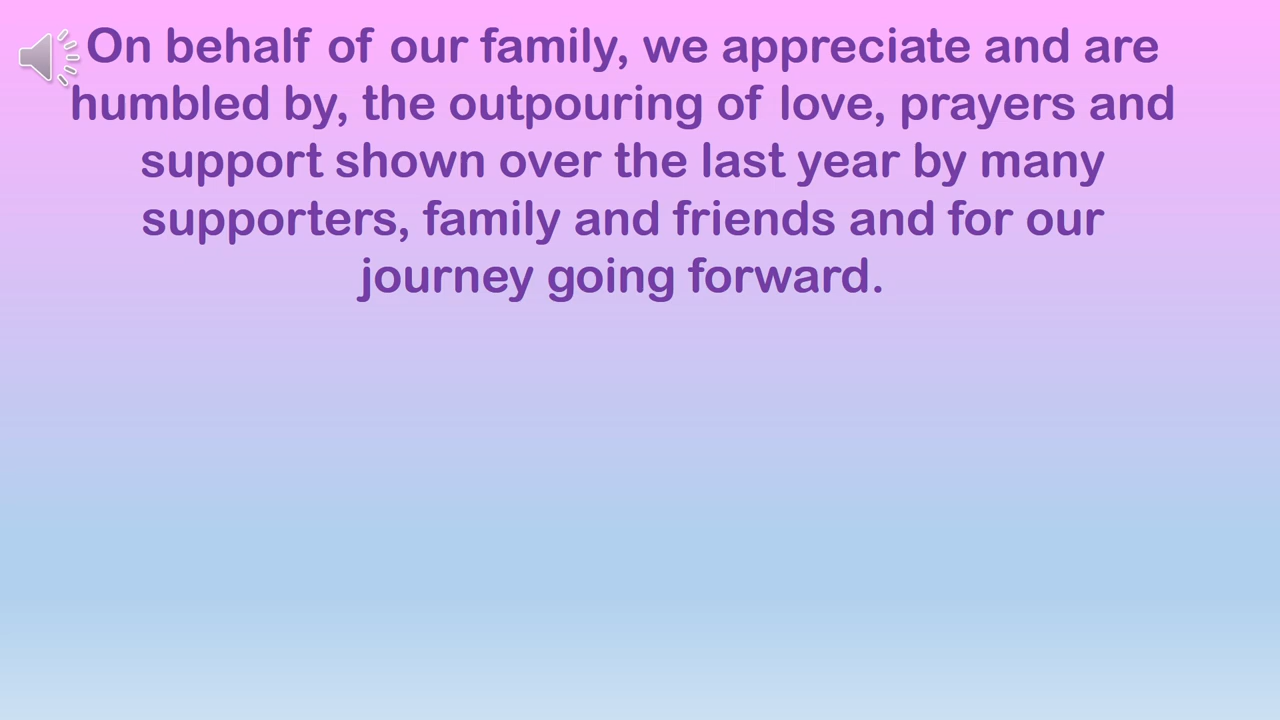 On behalf of our family, we appreciate and are
humbled by, the outpouring of love, prayers and
support shown over the last year by many
supporters, family and friends and for our
journey going forward.